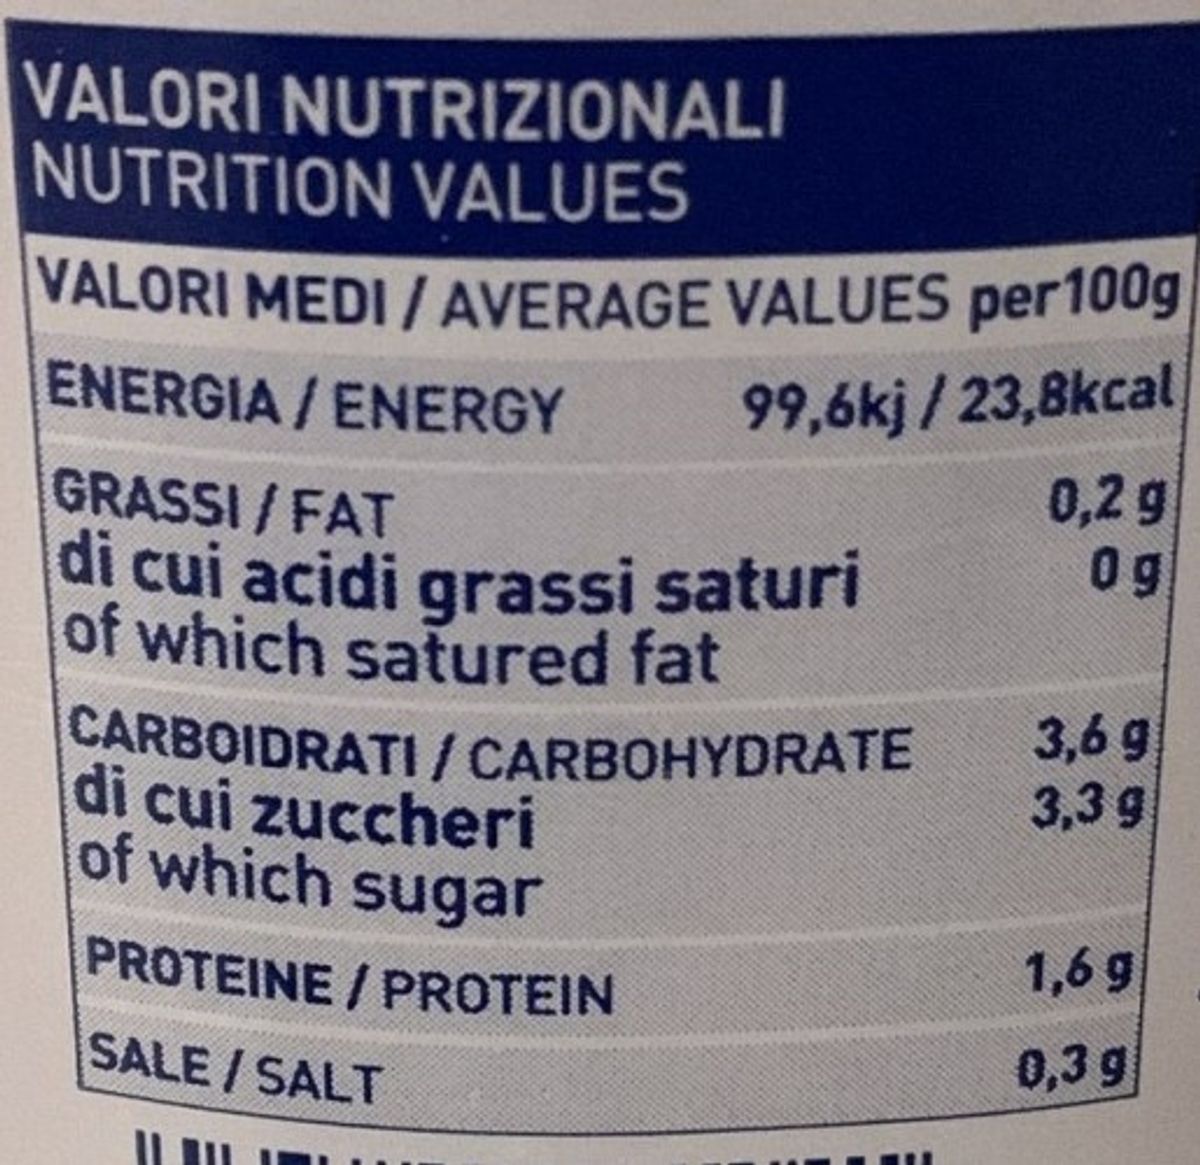 VALORI NUTRIZIONALI
NUTRITION VALUES
VALORI MEDI / AVERAGE VALUES per100g
ENERGIA / ENERGY 99,6kj / 23,8kcal
GRASSI / FAT 0,2 g
di cui acidi grassi saturi 0 g
of which satured fat
CARBOIDRATI / CARBOHYDRATE 3,6 g
di cui zuccheri 3,3 g
of which sugar
PROTEINE / PROTEIN 1,6 g
SALE / SALT 0,3 g